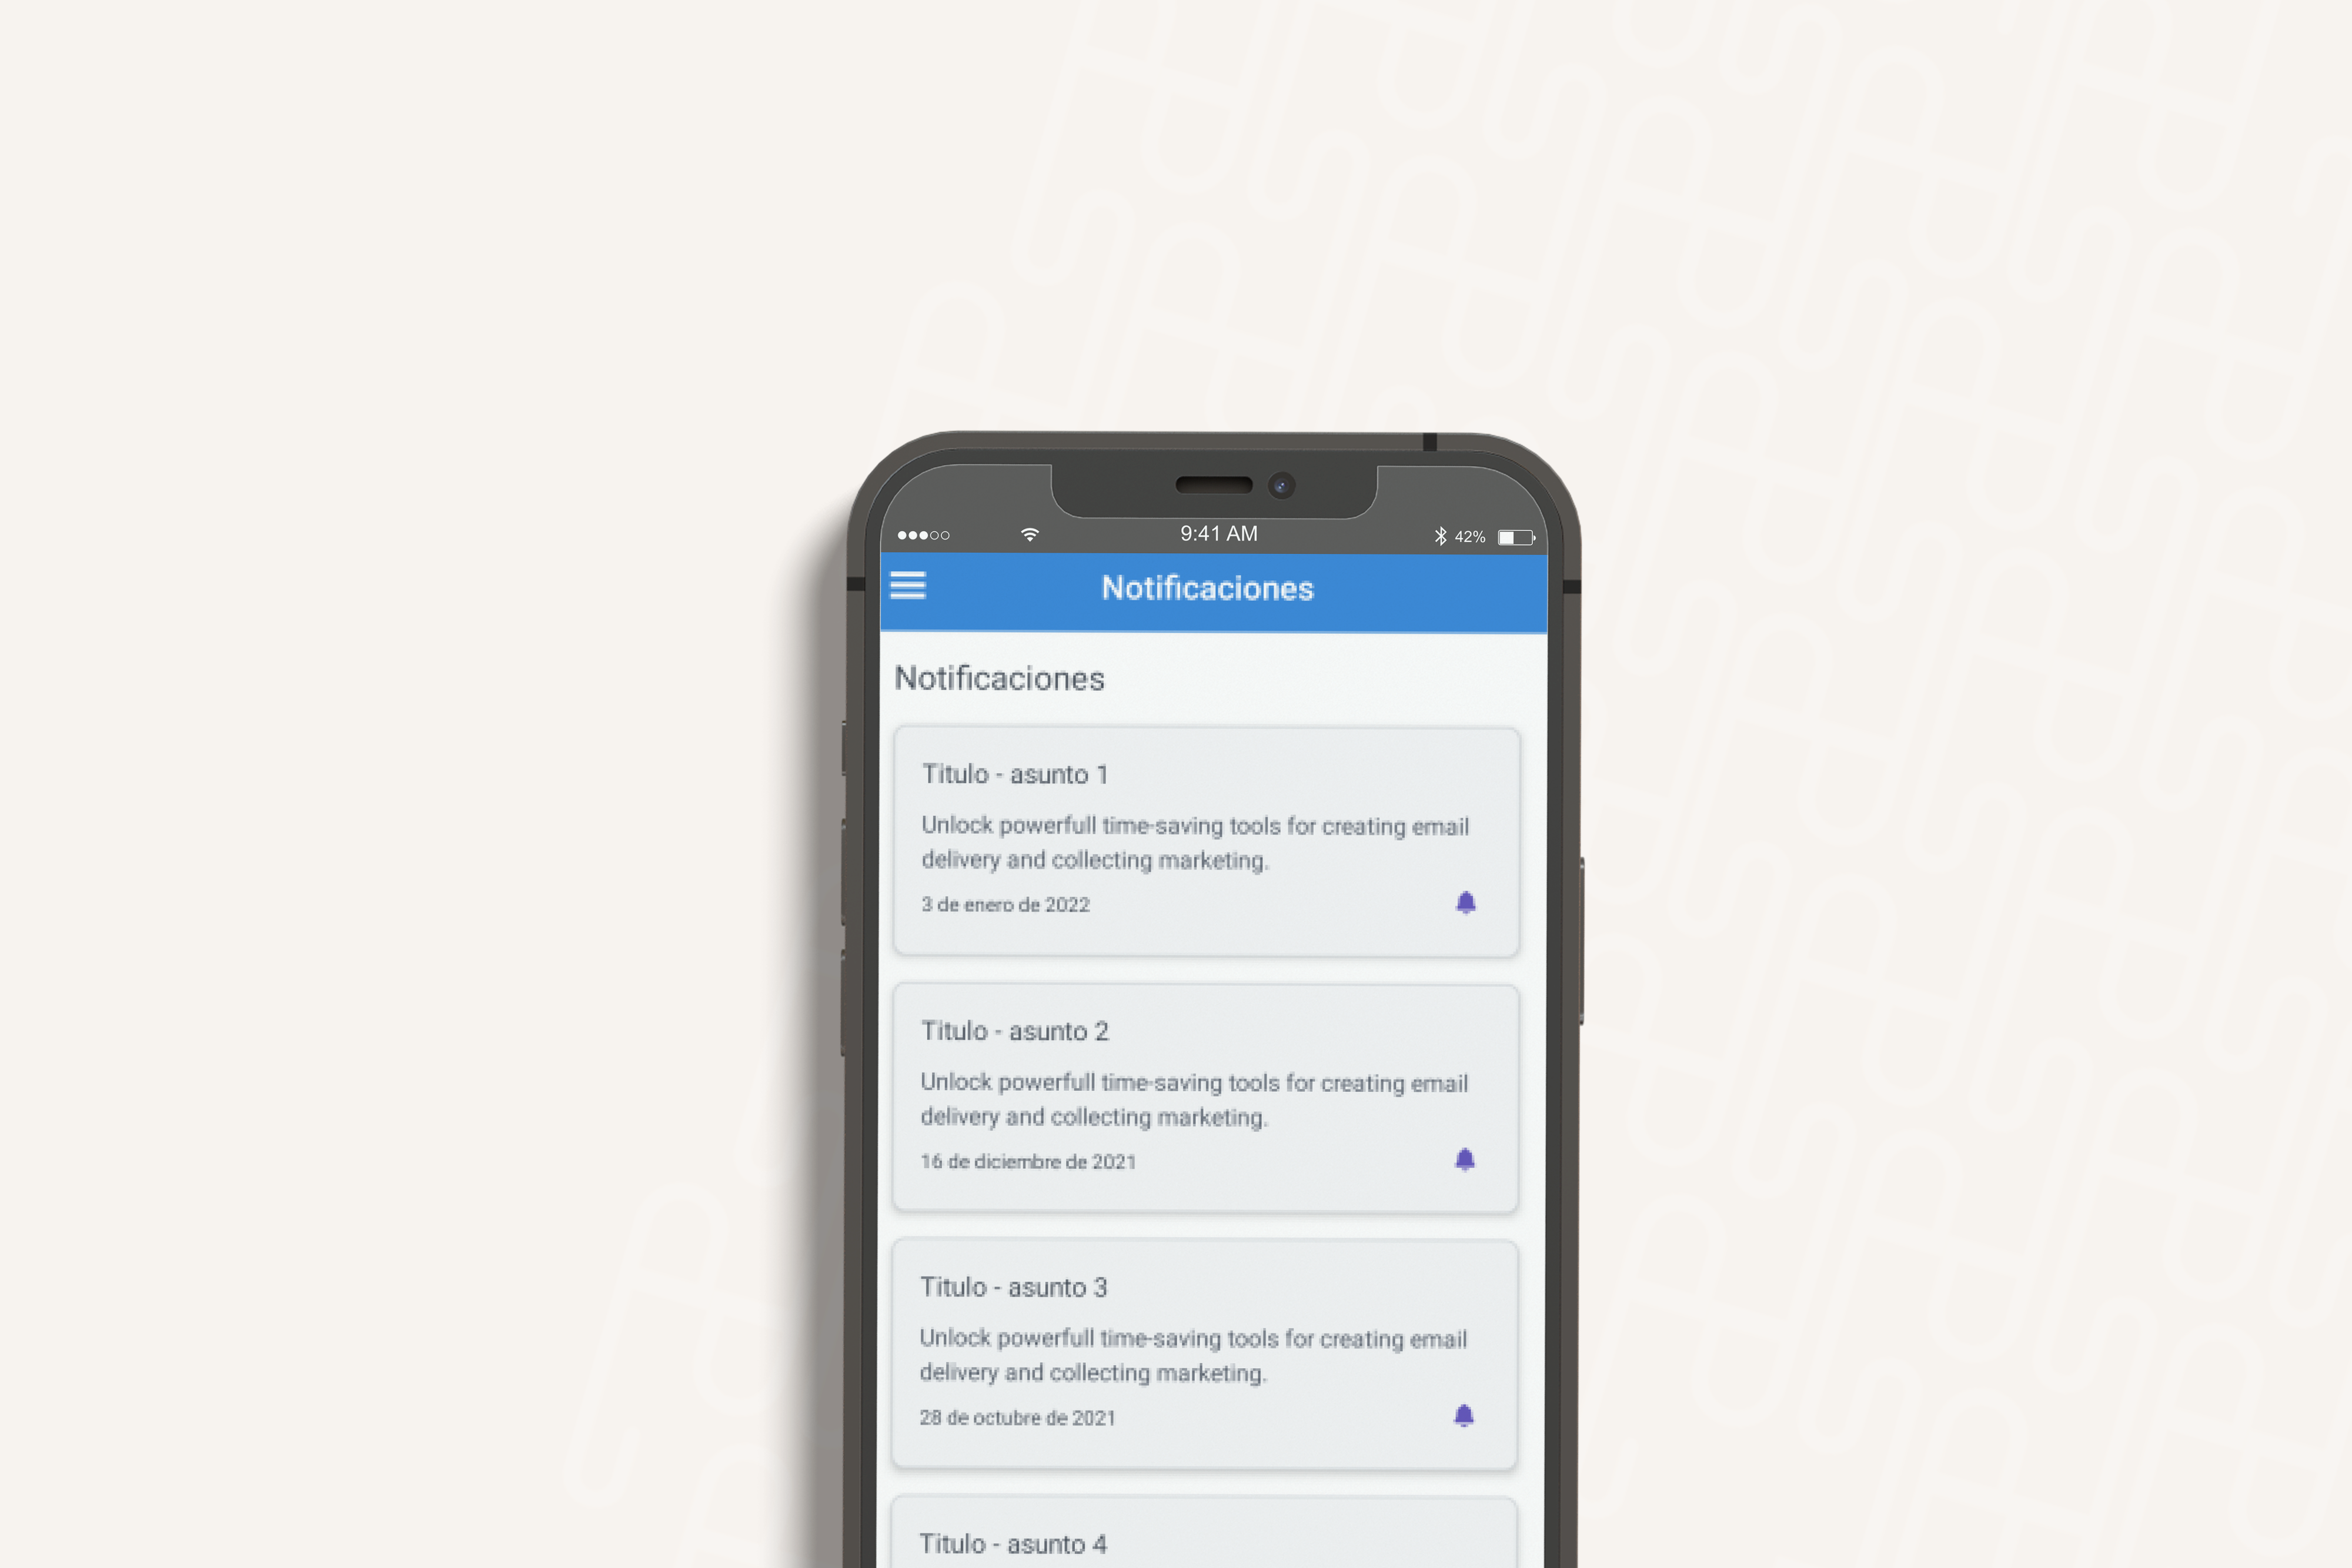 9:41 AM
42%
Notificaciones
Notificaciones
Titulo - asunto 1
Unlock powerfull time-saving tools for creating email
delivery and collecting marketing.
3 de enero de 2022
Titulo - asunto 2
Unlock powerfull time-saving tools for creating email
delivery and collecting marketing.
16 de diciembre de 2021
Titulo - asunto 3
Unlock powerfull time-saving tools for creating email
delivery and collecting marketing.
28 de octubre de 2021
Titulo - asunto 4